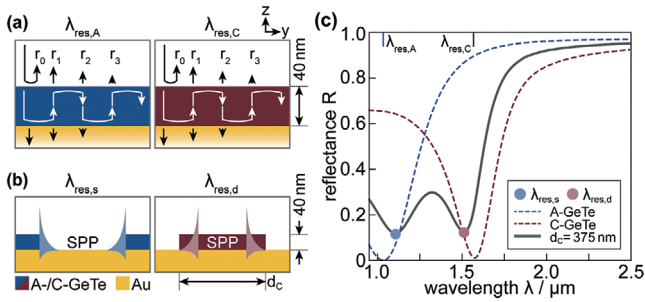 (a)
λres,A
λres,C
z
y
r0 r1 r2 r3
r0 r1 r2 r3
40 nm
(b)
λres,s
λres,d
40 nm
SPP
SPP
A-/C-GeTe
Au
dC
(c)
λres,A
λres,C
reflectance R
1.0
0.8
0.6
0.4
0.2
0
λres,s
λres,d
A-GeTe
C-GeTe
dC= 375 nm
1.0 1.5 2.0 2.5
wavelength λ / μm